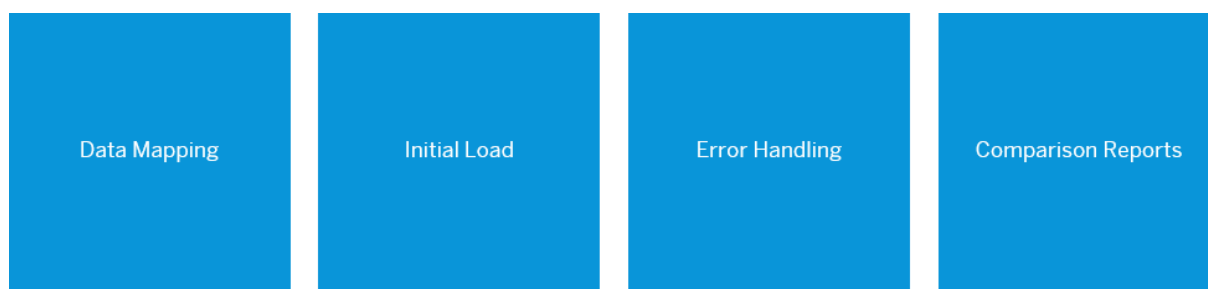 Data Mapping
Initial Load
Error Handling
Comparison Reports